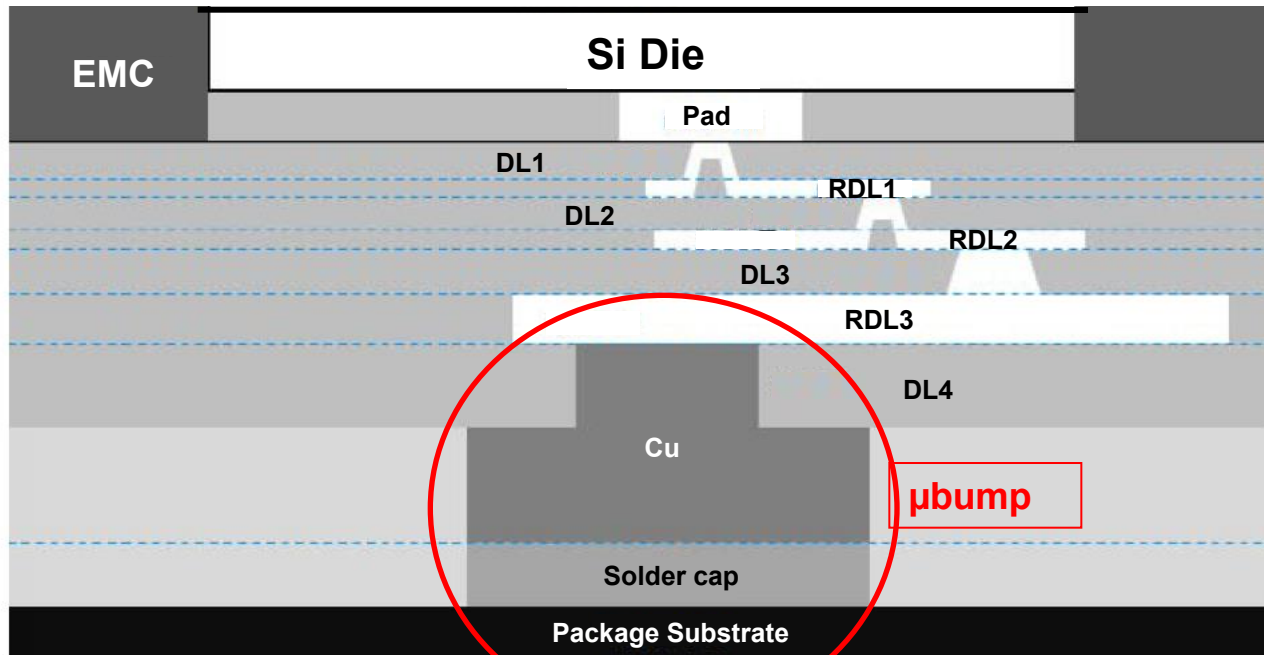 Si Die
EMC
Pad
DL1
RDL1
DL2
RDL2
DL3
RDL3
DL4
Cu
µbump
Solder cap
Package Substrate